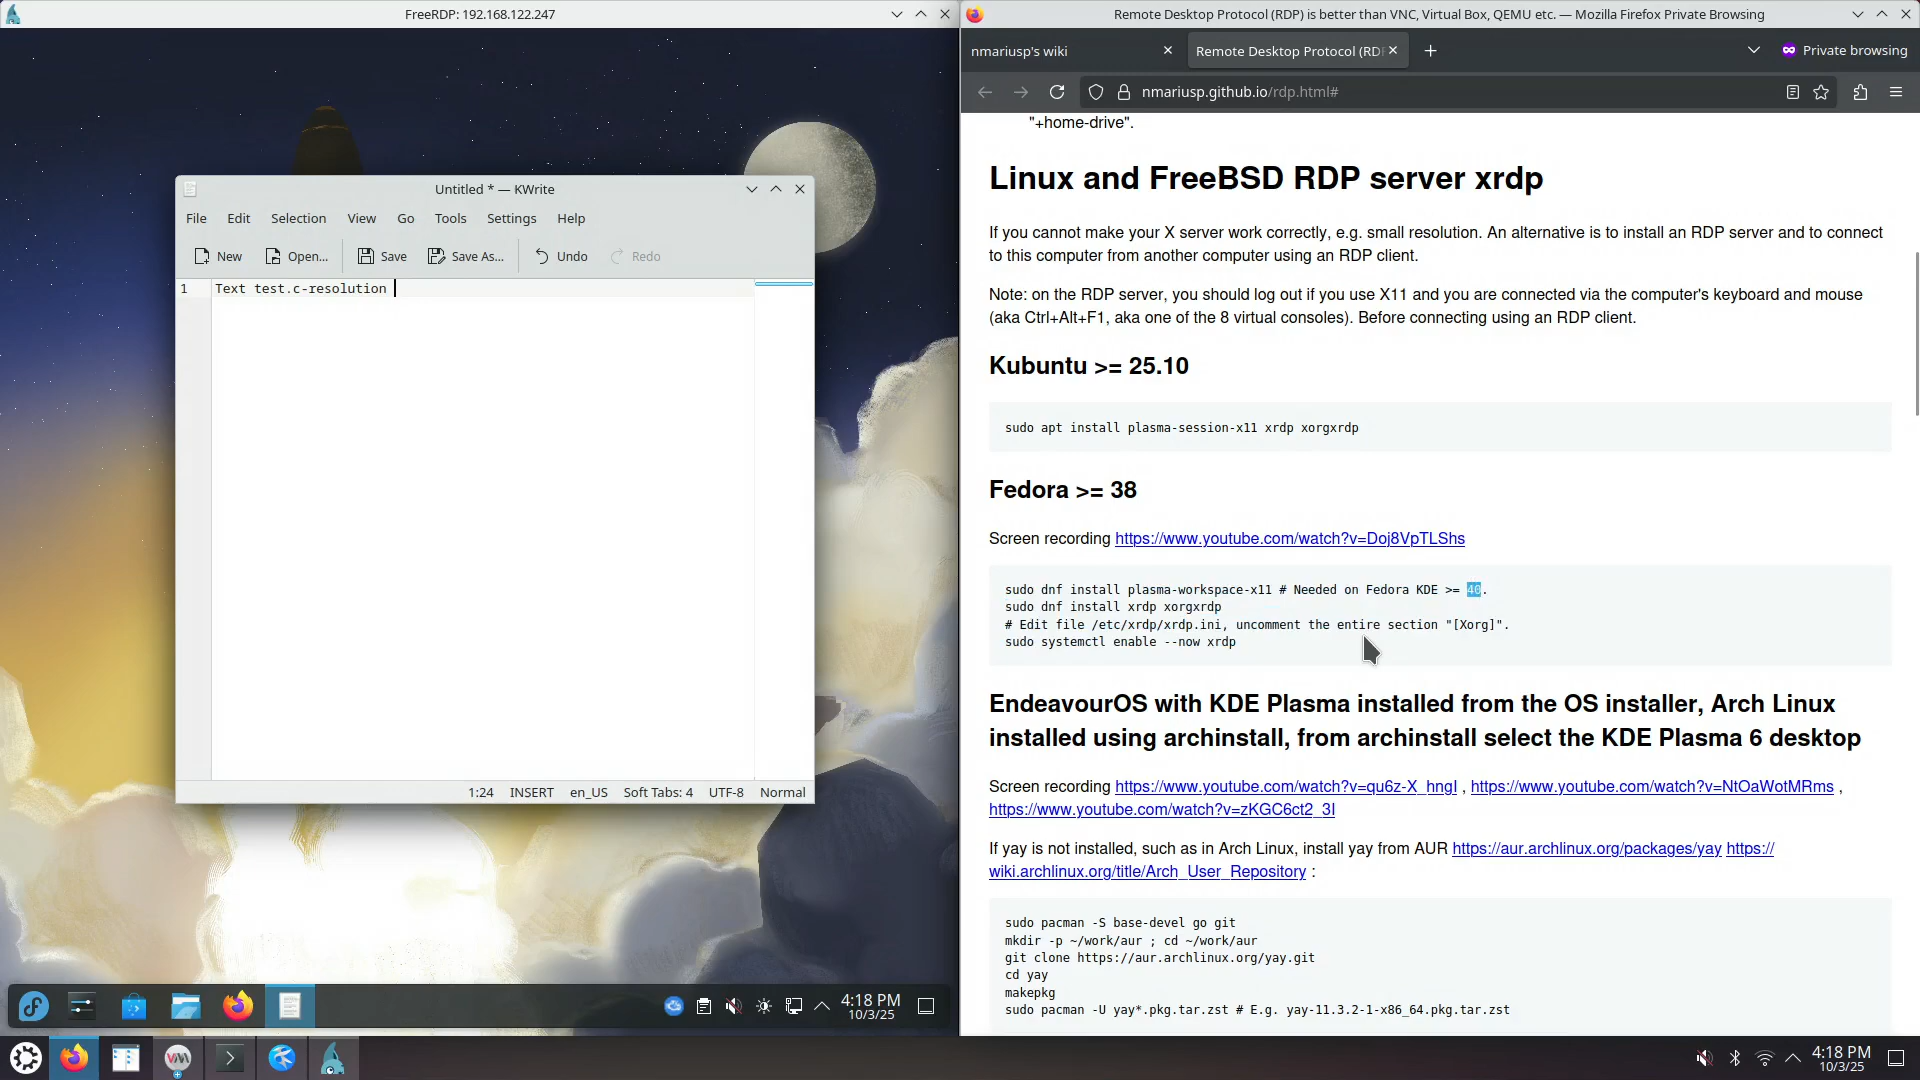 FreeRDP: 192.168.122.247
Untitled * — KWrite
File Edit Selection View Go Tools Settings Help
New Open... Save Save As... Undo Redo
1 Text test.c-resolution
1:24 INSERT en_US Soft Tabs: 4 UTF-8 Normal
4:18 PM
10/3/25
Remote Desktop Protocol (RDP) is better than VNC, Virtual Box, QEMU etc. — Mozilla Firefox Private Browsing
nmariusp's wiki Remote Desktop Protocol (RD Private browsing
nmariusp.github.io/rdp.html#
"+home-drive".
Linux and FreeBSD RDP server xrdp
If you cannot make your X server work correctly, e.g. small resolution. An alternative is to install an RDP server and to connect
to this computer from another computer using an RDP client.
Note: on the RDP server, you should log out if you use X11 and you are connected via the computer's keyboard and mouse
(aka Ctrl+Alt+F1, aka one of the 8 virtual consoles). Before connecting using an RDP client.
Kubuntu >= 25.10
sudo apt install plasma-session-x11 xrdp xorgxrdp
Fedora >= 38
Screen recording https://www.youtube.com/watch?v=Doj8VpTLShs
sudo dnf install plasma-workspace-x11 # Needed on Fedora KDE >= 40.
sudo dnf install xrdp xorgxrdp
# Edit file /etc/xrdp/xrdp.ini, uncomment the entire section "[Xorg]".
sudo systemctl enable --now xrdp
EndeavourOS with KDE Plasma installed from the OS installer, Arch Linux
installed using archinstall, from archinstall select the KDE Plasma 6 desktop
Screen recording https://www.youtube.com/watch?v=qu6z-X_hngI , https://www.youtube.com/watch?v=NtOaWotMRms ,
https://www.youtube.com/watch?v=zKGC6ct2_3I
If yay is not installed, such as in Arch Linux, install yay from AUR https://aur.archlinux.org/packages/yay https://
wiki.archlinux.org/title/Arch_User_Repository :
sudo pacman -S base-devel go git
mkdir -p ~/work/aur ; cd ~/work/aur
git clone https://aur.archlinux.org/yay.git
cd yay
makepkg
sudo pacman -U yay*.pkg.tar.zst # E.g. yay-11.3.2-1-x86_64.pkg.tar.zst
4:18 PM
10/3/25